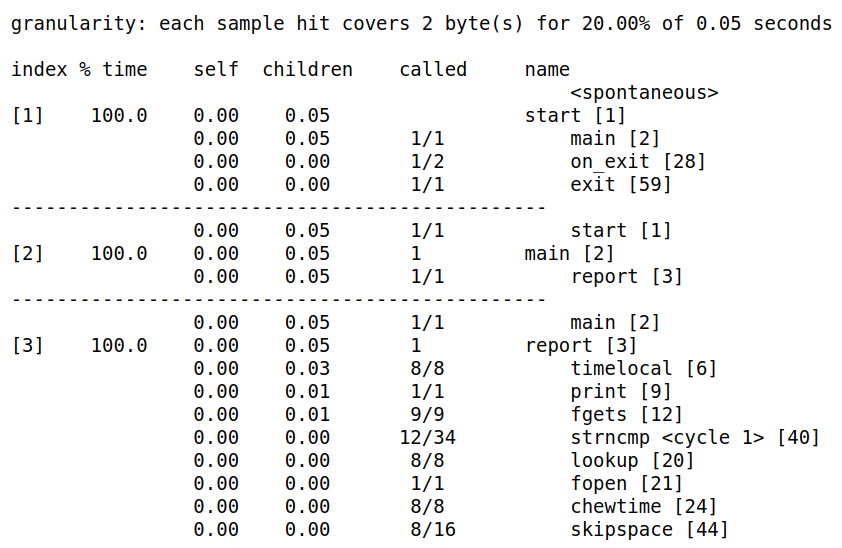 granularity: each sample hit covers 2 byte(s) for 20.00% of 0.05 seconds

index % time    self  children    called     name
                                                 <spontaneous>
[1]    100.0    0.00    0.05                 start [1]
                0.00    0.05       1/1           main [2]
                0.00    0.00       1/2           on_exit [28]
                0.00    0.00       1/1           exit [59]
-----------------------------------------------
                0.00    0.05       1/1           start [1]
[2]    100.0    0.00    0.05       1         main [2]
                0.00    0.05       1/1           report [3]
-----------------------------------------------
                0.00    0.05       1/1           main [2]
[3]    100.0    0.00    0.05       1         report [3]
                0.00    0.03       8/8           timelocal [6]
                0.00    0.01       1/1           print [9]
                0.00    0.01       9/9           fgets [12]
                0.00    0.00      12/34          strncmp <cycle 1> [40]
                0.00    0.00       8/8           lookup [20]
                0.00    0.00       1/1           fopen [21]
                0.00    0.00       8/8           chewtime [24]
                0.00    0.00       8/16          skipspace [44]